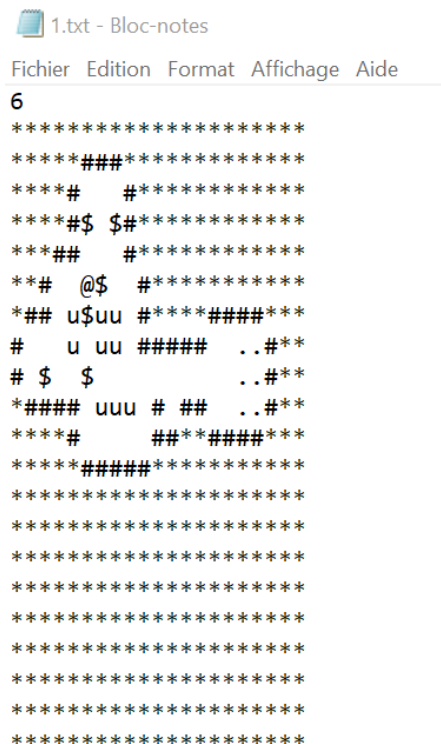 1.txt - Bloc-notes
Fichier Edition Format Affichage Aide
6
*********************
*****###*************
****#   #************
****#$ $#************
***##   #************
**#  @$  #***********
*## u$uu #****####***
#   u uu #####  ..#**
# $  $          ..#**
*#### uuu # ##  ..#**
****#     ##**####***
*****#####***********
*********************
*********************
*********************
*********************
*********************
*********************
*********************
*********************
*********************